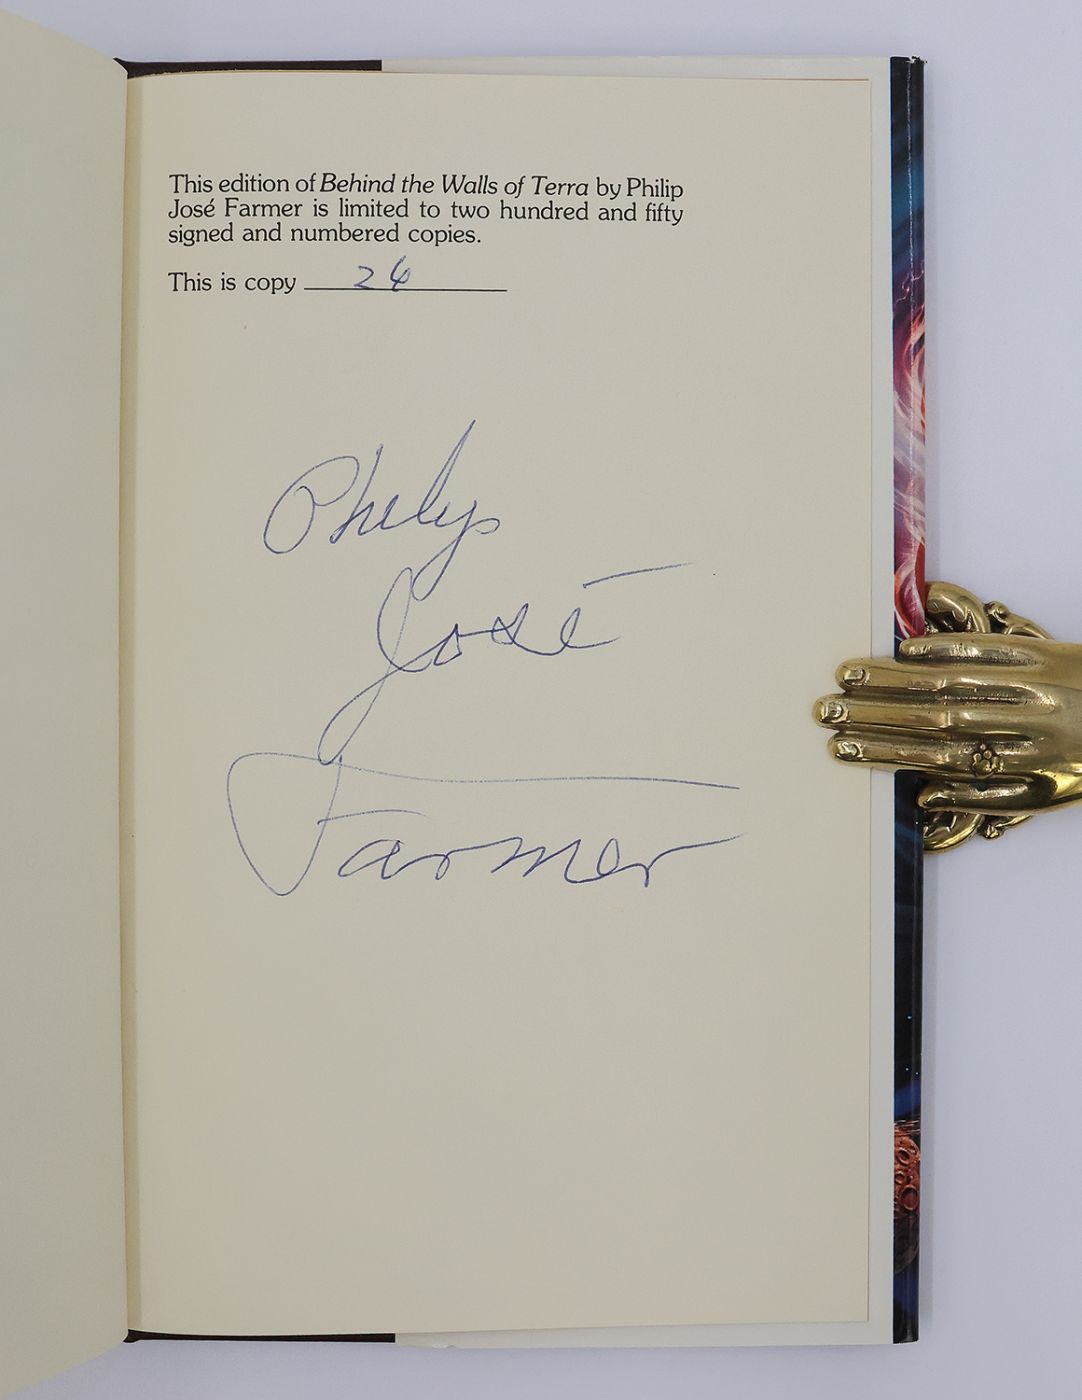 This edition of Behind the Walls of Terra by Philip
José Farmer is limited to two hundred and fifty
signed and numbered copies.
This is copy 26
Philip
José
Farmer